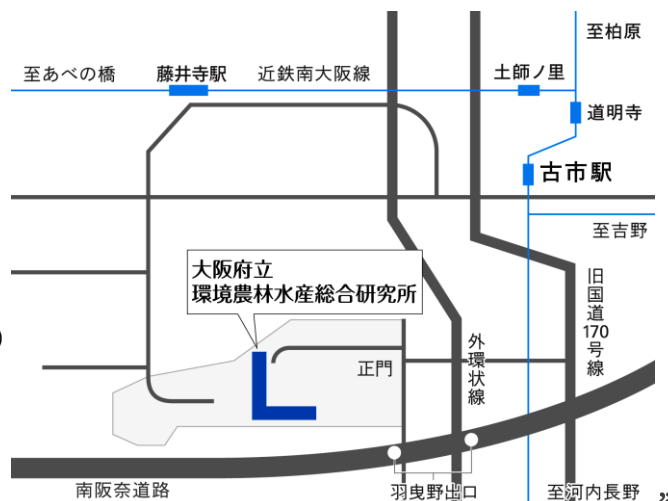 至柏原
至あべの橋
藤井寺駅
近鉄南大阪線
土師ノ里
道明寺
古市駅
至吉野
大阪府立
環境農林水産総合研究所
旧国道170号線
外環状線
正門
南阪奈道路
羽曳野出口
至河内長野